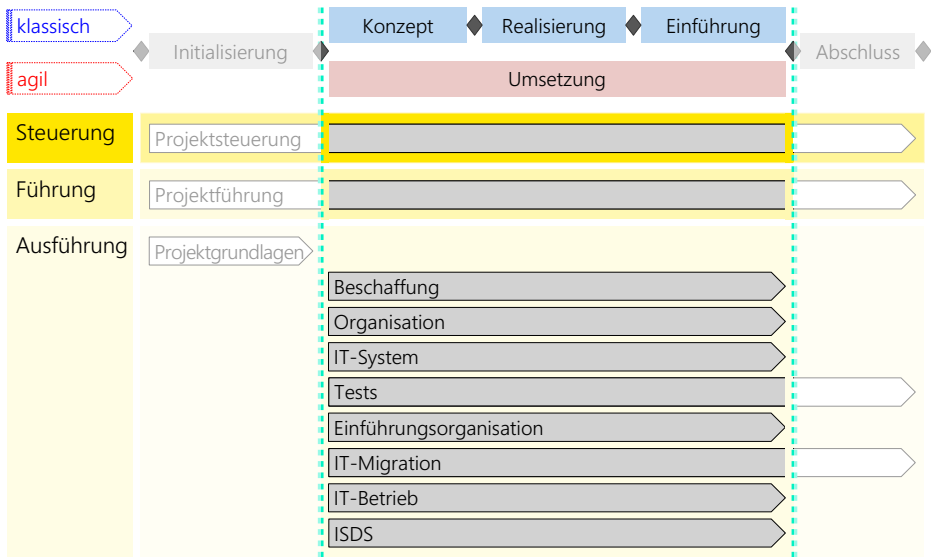 klassisch
Konzept
Realisierung
Einführung
Initialisierung
Abschluss
agil
Umsetzung
Steuerung
Projektsteuerung
Führung
Projektführung
Ausführung
Projektgrundlagen
Beschaffung
Organisation
IT-System
Tests
Einführungsorganisation
IT-Migration
IT-Betrieb
ISDS